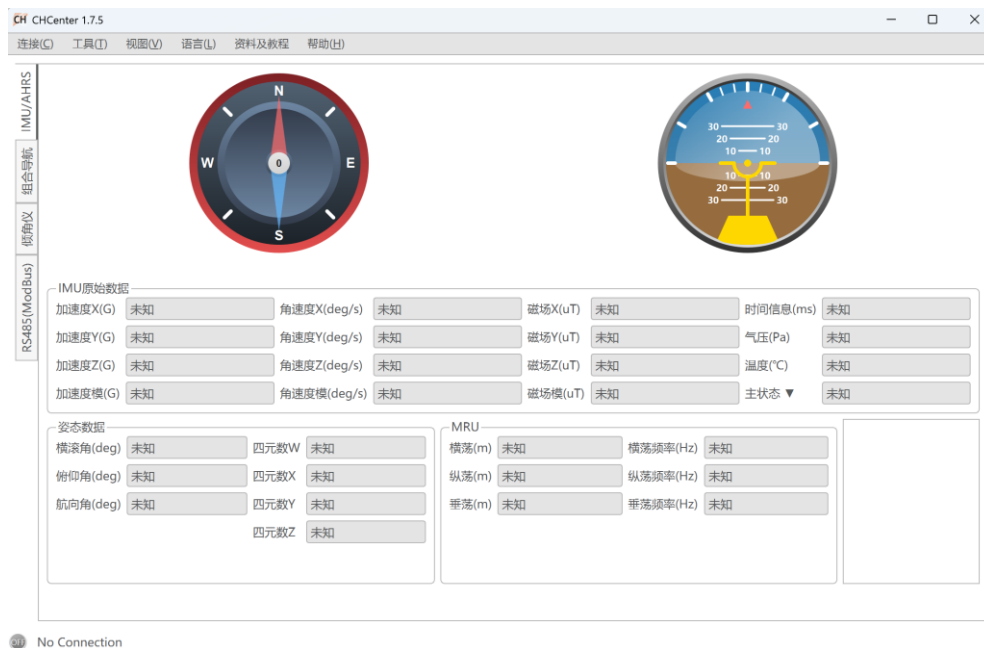 CH CHCenter 1.7.5
连接(C) 工具(T) 视图(V) 语言(L) 资料及教程 帮助(H)
IMU/AHRS
组合导航
倾角仪
RS485(ModBus)
N
W 0 E
S
30 30
20 20
10 10
10 10
20 20
30 30
IMU原始数据
加速度X(G) 未知 角速度X(deg/s) 未知 磁场X(uT) 未知 时间信息(ms) 未知
加速度Y(G) 未知 角速度Y(deg/s) 未知 磁场Y(uT) 未知 气压(Pa) 未知
加速度Z(G) 未知 角速度Z(deg/s) 未知 磁场Z(uT) 未知 温度(℃) 未知
加速度模(G) 未知 角速度模(deg/s) 未知 磁场模(uT) 未知 主状态 ▼ 未知
姿态数据 MRU
横滚角(deg) 未知 四元数W 未知 横荡(m) 未知 横荡频率(Hz) 未知
俯仰角(deg) 未知 四元数X 未知 纵荡(m) 未知 纵荡频率(Hz) 未知
航向角(deg) 未知 四元数Y 未知 垂荡(m) 未知 垂荡频率(Hz) 未知
四元数Z 未知
OFF No Connection